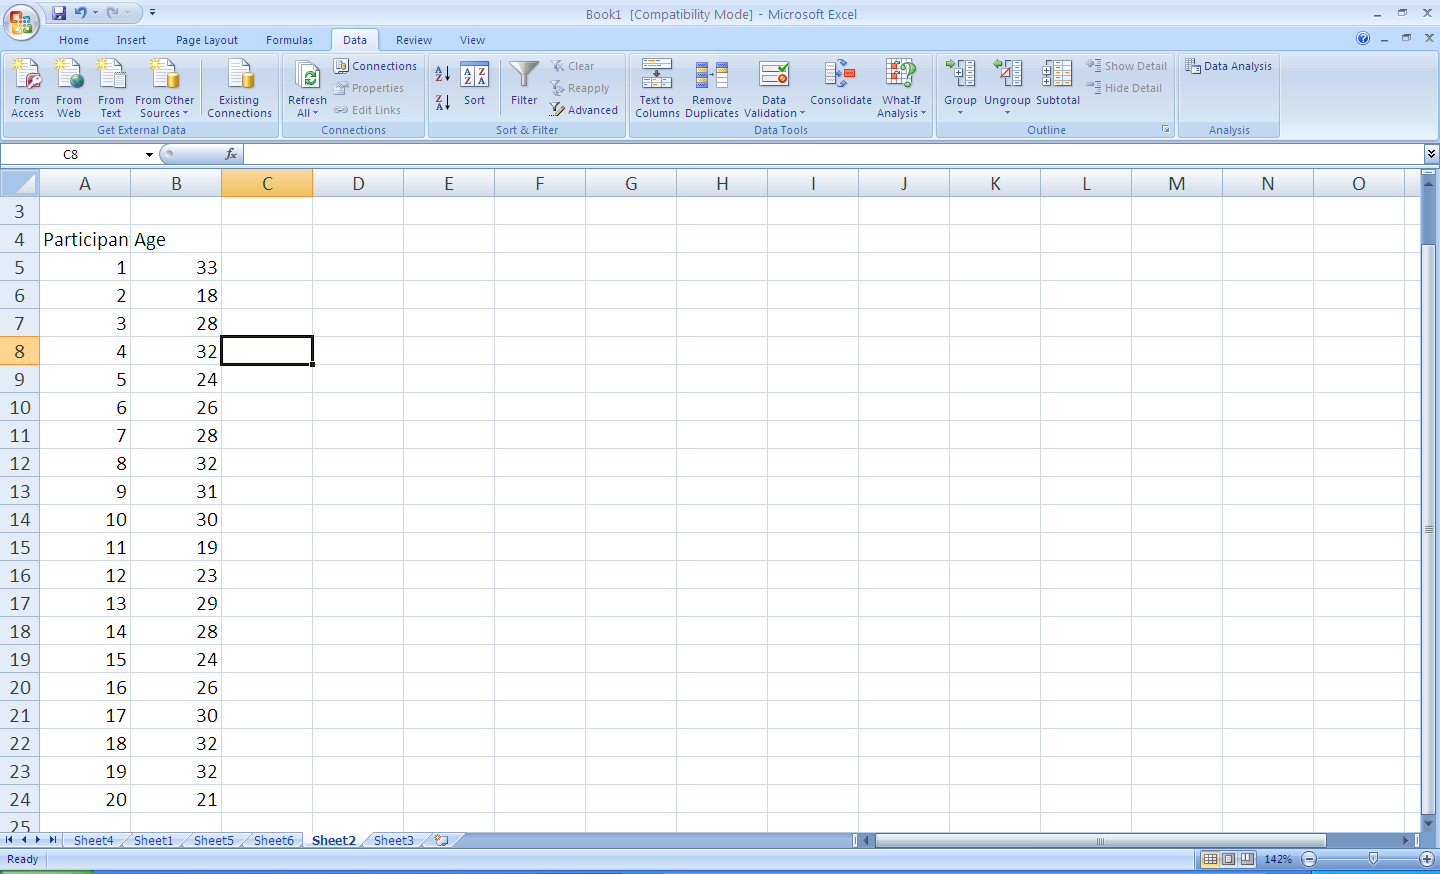 Book1 [Compatibility Mode] - Microsoft Excel
Home Insert Page Layout Formulas Data Review View
From Access From Web From Text From Other Sources Existing Connections
Get External Data
Refresh All Connections Properties Edit Links
Connections
Sort Filter Clear Reapply Advanced
Sort & Filter
Text to Columns Remove Duplicates Data Validation Consolidate What-If Analysis
Data Tools
Group Ungroup Subtotal Show Detail Hide Detail
Outline
Data Analysis
Analysis
C8 fx
A B C D E F G H I J K L M N O
3
4 Participan Age
5 1 33
6 2 18
7 3 28
8 4 32
9 5 24
10 6 26
11 7 28
12 8 32
13 9 31
14 10 30
15 11 19
16 12 23
17 13 29
18 14 28
19 15 24
20 16 26
21 17 30
22 18 32
23 19 32
24 20 21
25
Sheet4 Sheet1 Sheet5 Sheet6 Sheet2 Sheet3
Ready 142%